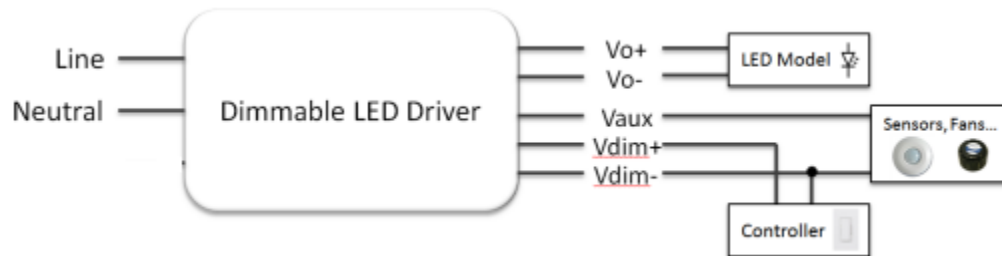 Line
Neutral
Dimmable LED Driver
Vo+
Vo-
Vaux
Vdim+
Vdim-
LED Model
Sensors, Fans...
Controller